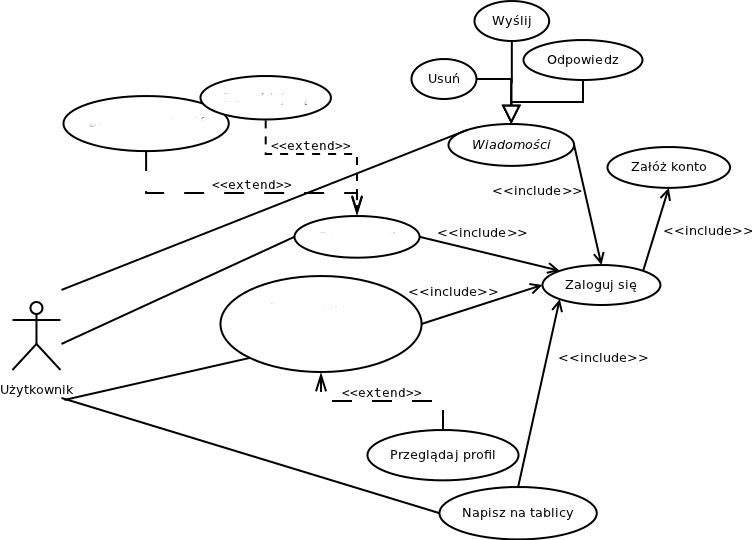 Wyślij
Odpowiedz
Usuń
<<extend>>
Wiadomości
Załóż konto
<<extend>>
<<include>>
<<include>>
<<include>>
Zaloguj się
<<include>>
Użytkownik
<<include>>
<<extend>>
Przeglądaj profil
Napisz na tablicy